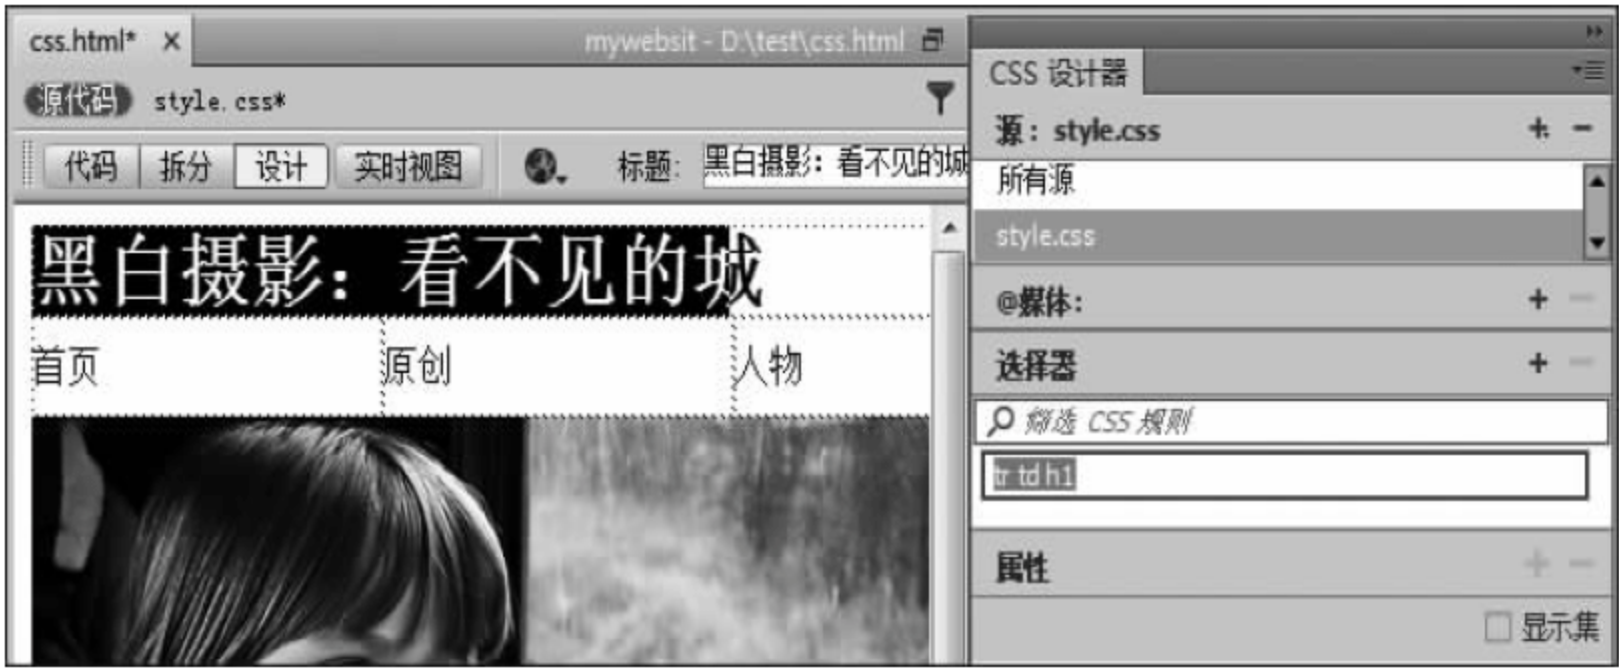 css.html* × mywebsit - D:\test\css.html
源代码 style.css*
代码 拆分 设计 实时视图 标题: 黑白摄影：看不见的城
黑白摄影：看不见的城
首页 原创 人物
CSS 设计器
源：style.css
所有源
style.css
@媒体：
选择器
筛选 CSS 规则
tr td h1
属性
显示集